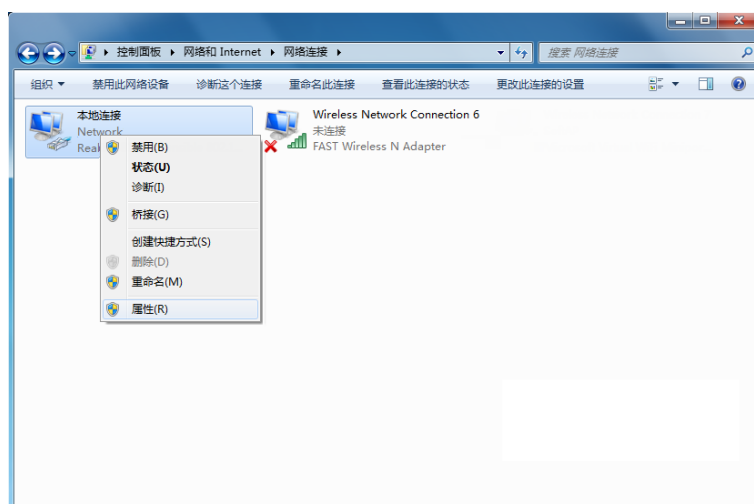 控制面板 网络和 Internet 网络连接
搜索 网络连接
组织 禁用此网络设备 诊断这个连接 重命名此连接 查看此连接的状态 更改此连接的设置
本地连接
Network
Wireless Network Connection 6
未连接
FAST Wireless N Adapter
禁用(B)
状态(U)
诊断(I)
桥接(G)
创建快捷方式(S)
删除(D)
重命名(M)
属性(R)